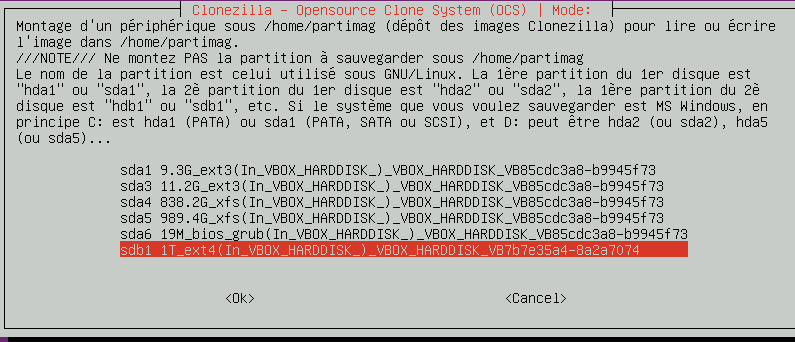 Clonezilla - Opensource Clone System (OCS) | Mode:
Montage d'un périphérique sous /home/partimag (dépôt des images Clonezilla) pour lire ou écrire
l'image dans /home/partimag.
///NOTE/// Ne montez PAS la partition à sauvegarder sous /home/partimag
Le nom de la partition est celui utilisé sous GNU/Linux. La 1ère partition du 1er disque est
"hda1" ou "sda1", la 2è partition du 1er disque est "hda2" ou "sda2", la 1ère partition du 2è
disque est "hdb1" ou "sdb1", etc. Si le système que vous voulez sauvegarder est MS Windows, en
principe C: est hda1 (PATA) ou sda1 (PATA, SATA ou SCSI), et D: peut être hda2 (ou sda2), hda5
(ou sda5)...
sda1 9.3G_ext3(In_VBOX_HARDDISK_)_VBOX_HARDDISK_VB85cdc3a8-b9945f73
sda3 11.2G_ext3(In_VBOX_HARDDISK_)_VBOX_HARDDISK_VB85cdc3a8-b9945f73
sda4 838.2G_xfs(In_VBOX_HARDDISK_)_VBOX_HARDDISK_VB85cdc3a8-b9945f73
sda5 989.4G_xfs(In_VBOX_HARDDISK_)_VBOX_HARDDISK_VB85cdc3a8-b9945f73
sda6 19M_bios_grub(In_VBOX_HARDDISK_)_VBOX_HARDDISK_VB85cdc3a8-b9945f73
sdb1 1T_ext4(In_VBOX_HARDDISK_)_VBOX_HARDDISK_VB7b7e35a4-8a2a7074
<Ok> <Cancel>